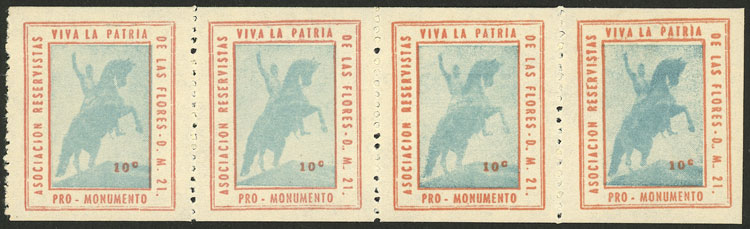 VIVA LA PATRIA
ASOCIACION RESERVISTAS
DE LAS FLORES - D. M. 21.
10c
PRO - MONUMENTO
VIVA LA PATRIA
ASOCIACION RESERVISTAS
DE LAS FLORES - D. M. 21.
10c
PRO - MONUMENTO
VIVA LA PATRIA
ASOCIACION RESERVISTAS
DE LAS FLORES - D. M. 21.
10c
PRO - MONUMENTO
VIVA LA PATRIA
ASOCIACION RESERVISTAS
DE LAS FLORES - D. M. 21.
10c
PRO - MONUMENTO